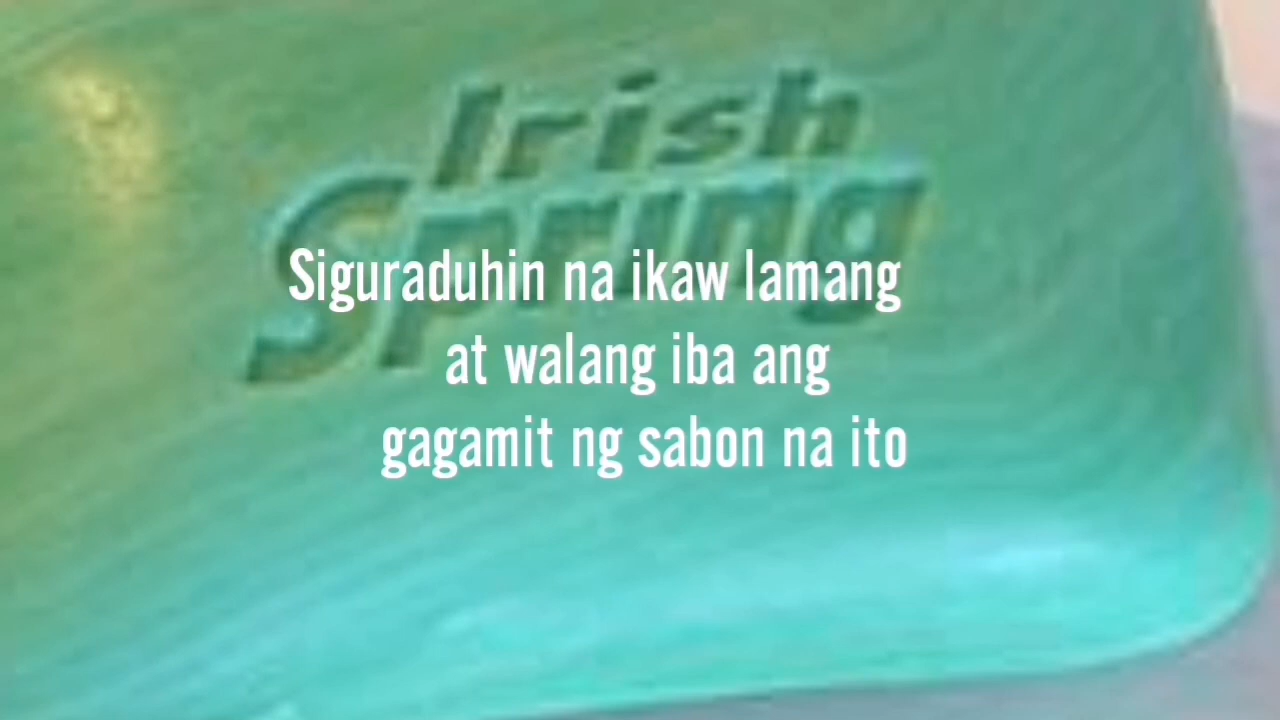 Irish
Spring
Siguraduhin na ikaw lamang
at walang iba ang
gagamit ng sabon na ito